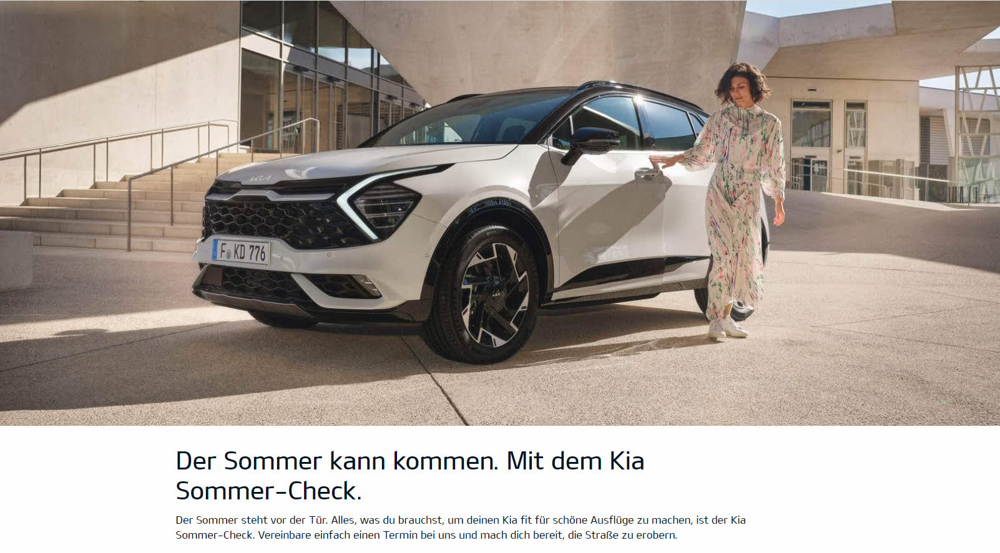 KIA
F KD 776
Der Sommer kann kommen. Mit dem Kia
Sommer-Check.
Der Sommer steht vor der Tür. Alles, was du brauchst, um deinen Kia fit für schöne Ausflüge zu machen, ist der Kia
Sommer-Check. Vereinbare einfach einen Termin bei uns und mach dich bereit, die Straße zu erobern.